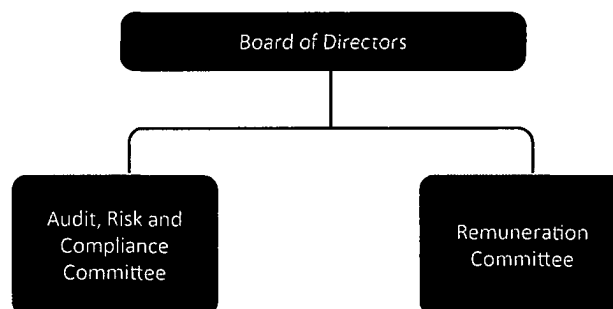 Board of Directors
Audit, Risk and
Compliance
Committee
Remuneration
Committee